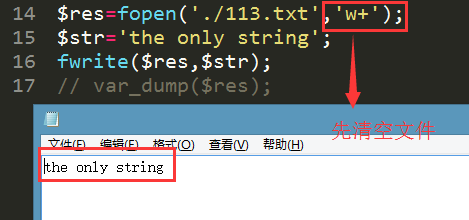 14 $res=fopen('./113.txt','w+');
15 $str='the only string';
16 fwrite($res,$str);
17 // var_dump($res);
文件(F) 编辑(E) 格式(O) 查看(V) 帮助(H)
先清空文件
the only string